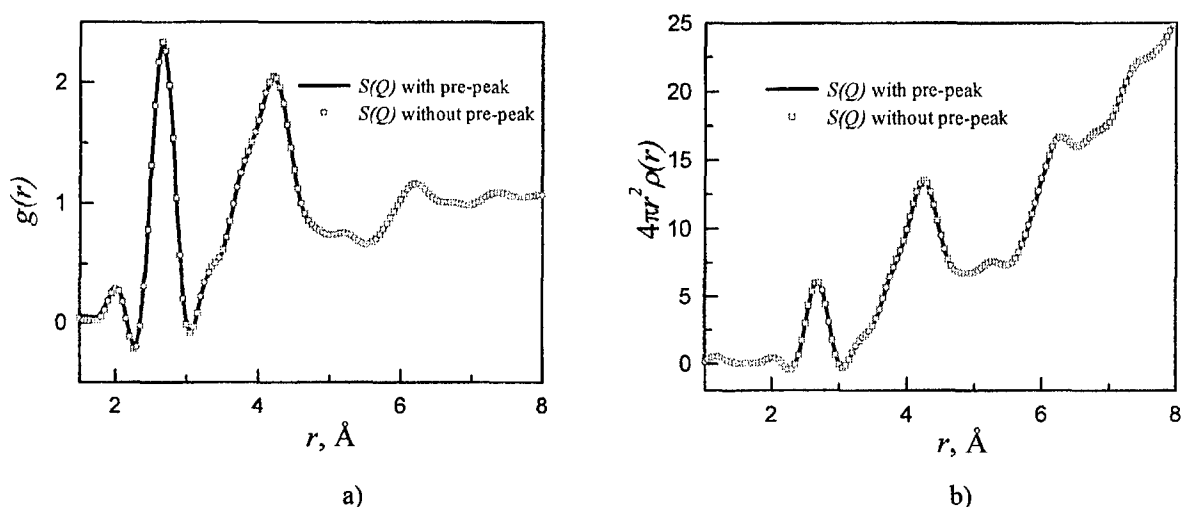 S(Q) with pre-peak
S(Q) without pre-peak
g(r)
2
1
0
2
4
6
8
r, Å
a)
S(Q) with pre-peak
S(Q) without pre-peak
4πr² ρ(r)
25
20
15
10
5
0
2
4
6
8
r, Å
b)